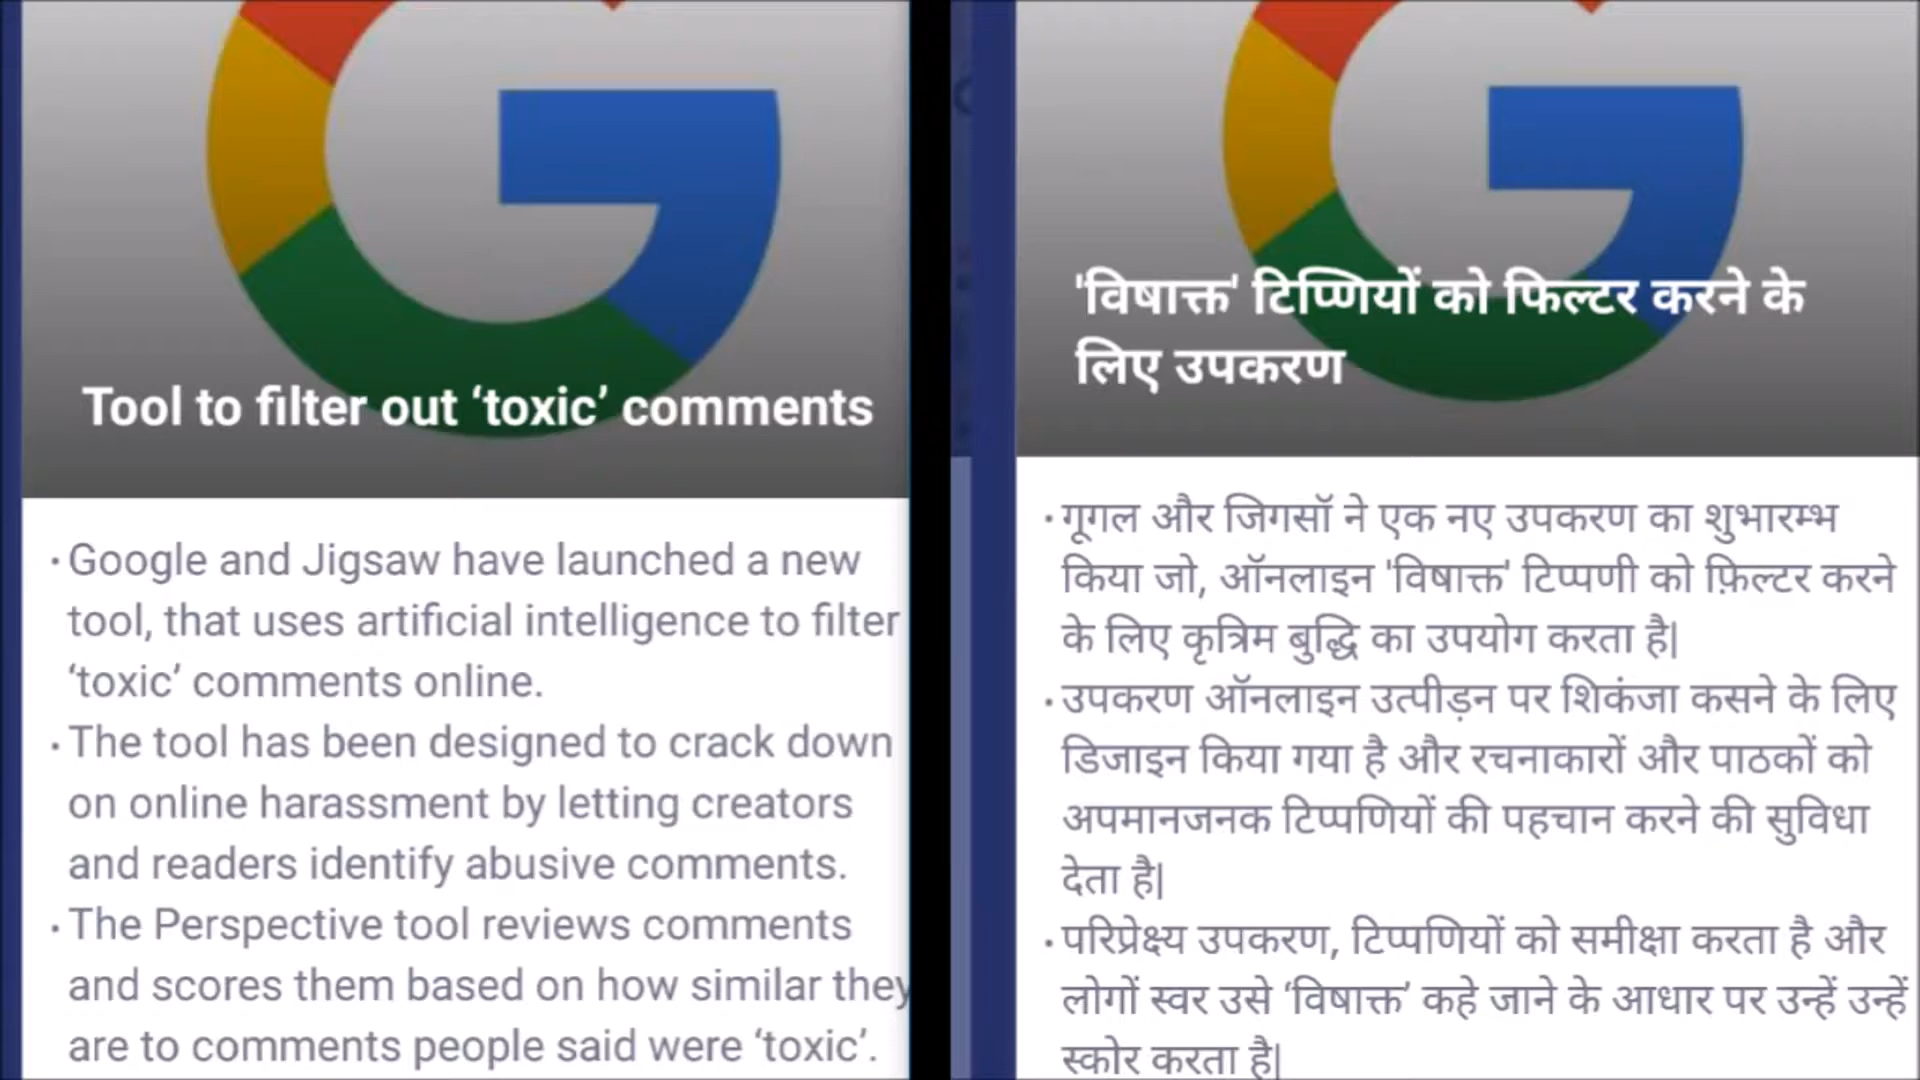 Tool to filter out ‘toxic’ comments
· Google and Jigsaw have launched a new
tool, that uses artificial intelligence to filter
‘toxic’ comments online.
· The tool has been designed to crack down
on online harassment by letting creators
and readers identify abusive comments.
· The Perspective tool reviews comments
and scores them based on how similar they
are to comments people said were ‘toxic’.
'विषाक्त' टिप्णियों को फिल्टर करने के
लिए उपकरण
· गूगल और जिगसॉ ने एक नए उपकरण का शुभारम्भ
किया जो, ऑनलाइन 'विषाक्त' टिप्पणी को फ़िल्टर करने
के लिए कृत्रिम बुद्धि का उपयोग करता है|
· उपकरण ऑनलाइन उत्पीड़न पर शिकंजा कसने के लिए
डिजाइन किया गया है और रचनाकारों और पाठकों को
अपमानजनक टिप्पणियों की पहचान करने की सुविधा
देता है|
· परिप्रेक्ष्य उपकरण, टिप्पणियों को समीक्षा करता है और
लोगों स्वर उसे ‘विषाक्त’ कहे जाने के आधार पर उन्हें उन्हें
स्कोर करता है|